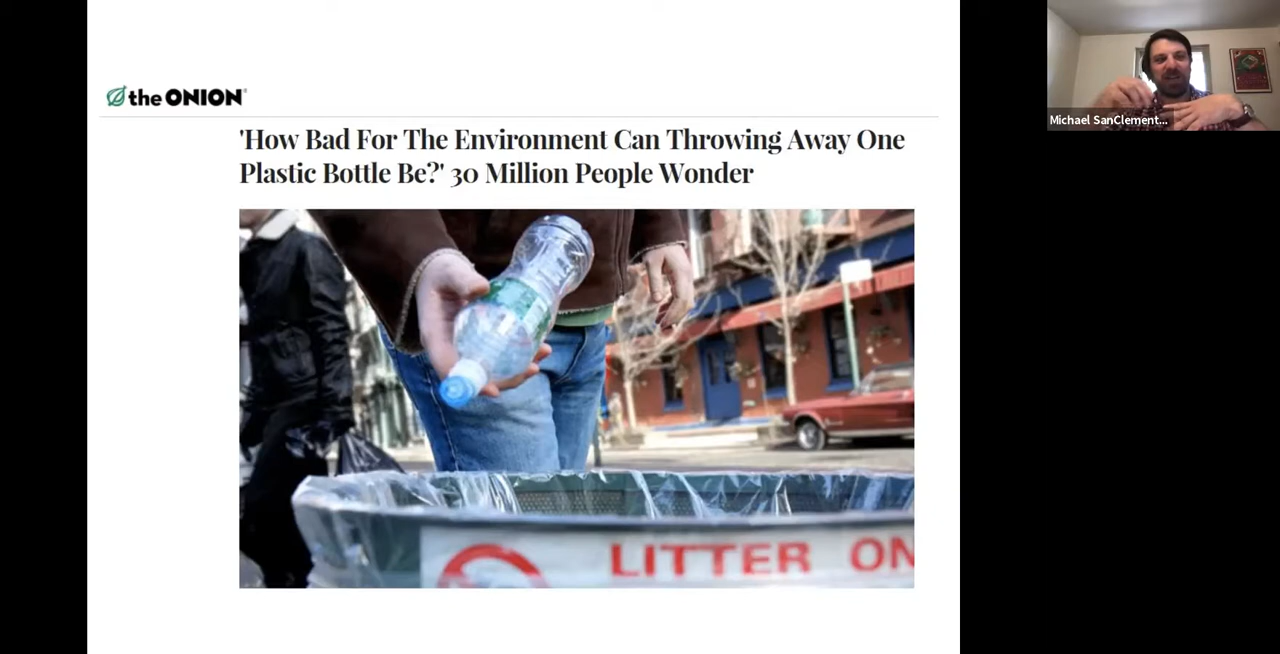 the ONION
'How Bad For The Environment Can Throwing Away One
Plastic Bottle Be?' 30 Million People Wonder
LITTER ON
Michael SanClement...